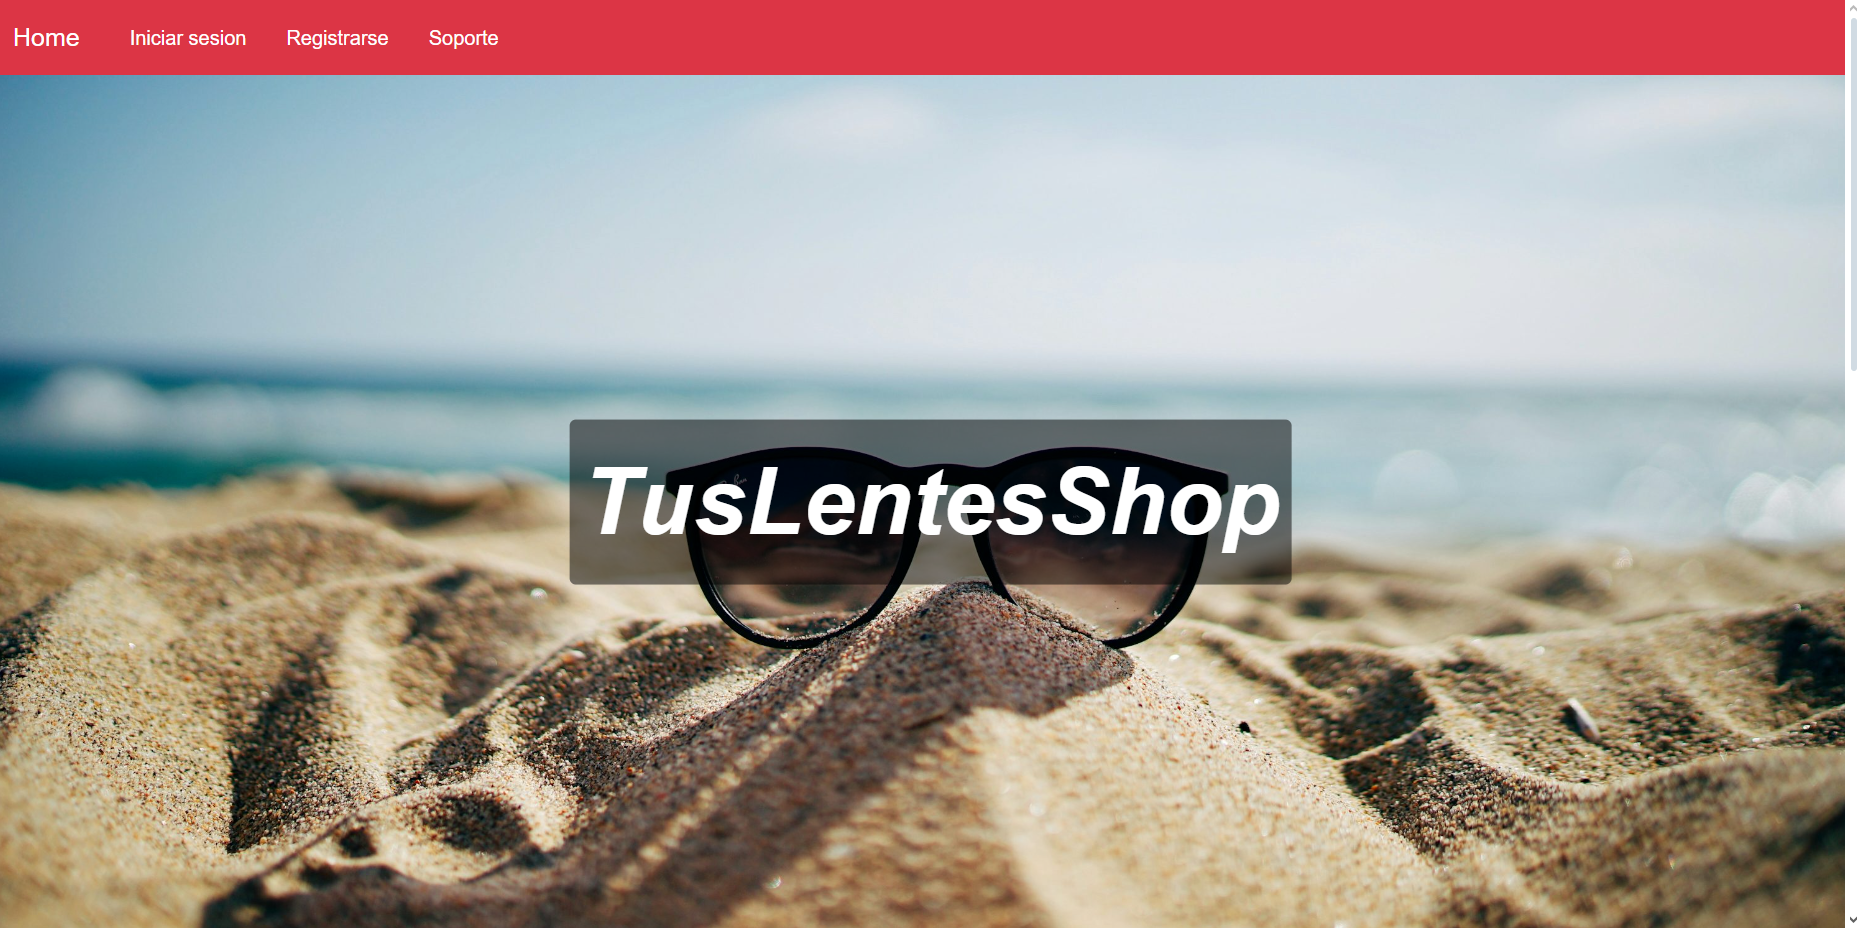 Home Iniciar sesion Registrarse Soporte
TusLentesShop